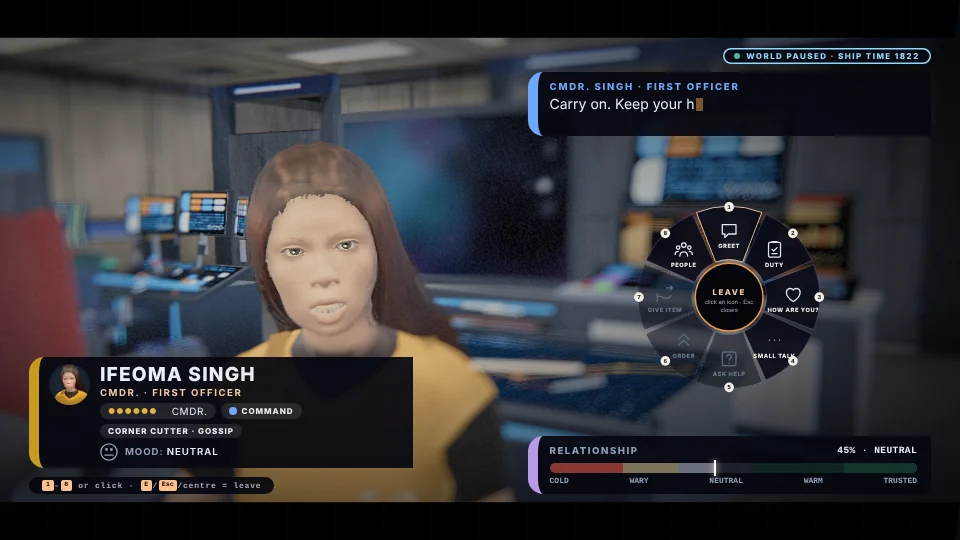 WORLD PAUSED · SHIP TIME 1822
CMDR. SINGH · FIRST OFFICER
Carry on. Keep your h
1
GREET
2
DUTY
3
HOW ARE YOU?
4
SMALL TALK
5
ASK HELP
6
ORDER
7
GIVE ITEM
8
PEOPLE
LEAVE
click an icon · Esc
closes
IFEOMA SINGH
CMDR. · FIRST OFFICER
CMDR.
COMMAND
CORNER CUTTER · GOSSIP
MOOD: NEUTRAL
1-8 or click · E/Esc/centre = leave
RELATIONSHIP
45% · NEUTRAL
COLD WARY NEUTRAL WARM TRUSTED